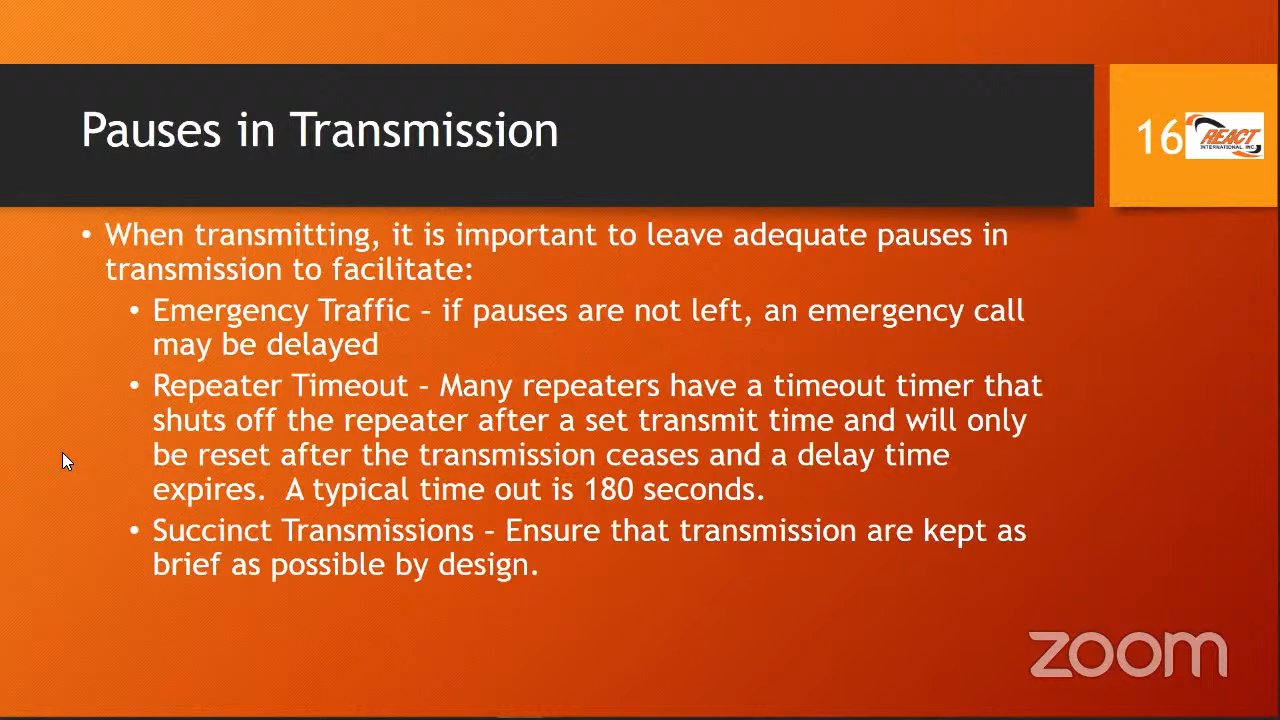 Pauses in Transmission
16
REACT
INTERNATIONAL INC.
• When transmitting, it is important to leave adequate pauses in
transmission to facilitate:
• Emergency Traffic – if pauses are not left, an emergency call
may be delayed
• Repeater Timeout – Many repeaters have a timeout timer that
shuts off the repeater after a set transmit time and will only
be reset after the transmission ceases and a delay time
expires.  A typical time out is 180 seconds.
• Succinct Transmissions – Ensure that transmission are kept as
brief as possible by design.
zoom